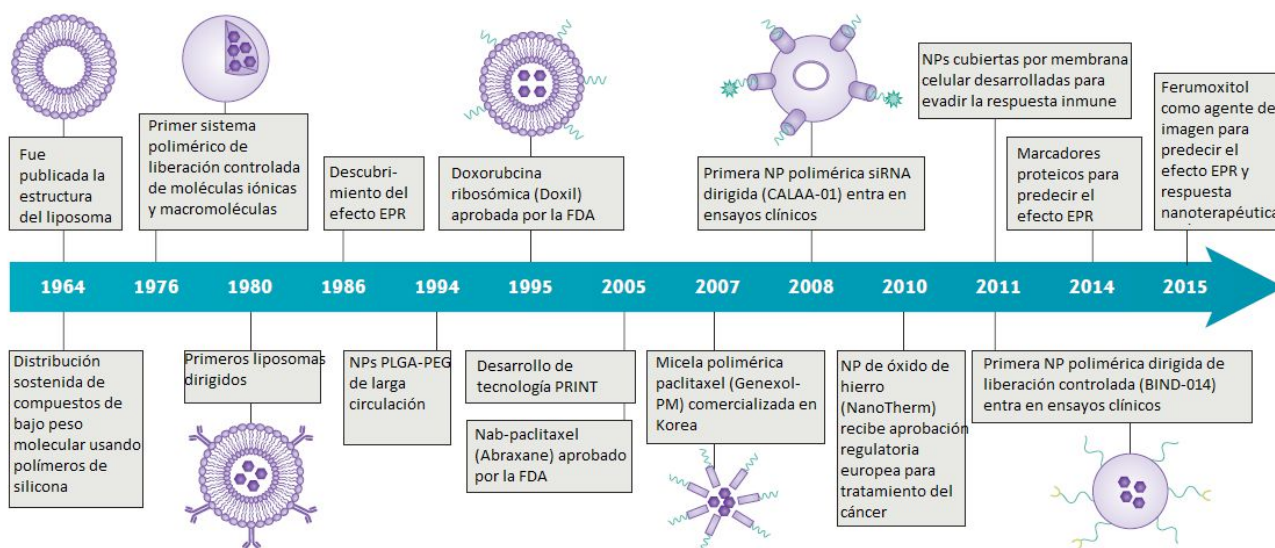 Fue
publicada la
estructura
del liposoma
Primer sistema
polimérico de
liberación controlada
de moléculas iónicas
y macromoléculas
Descubri-
miento del
efecto EPR
Doxorubcina
ribosómica (Doxil)
aprobada por la FDA
Primera NP polimérica siRNA
dirigida (CALAA-01) entra en
ensayos clínicos
NPs cubiertas por membrana
celular desarrolladas para
evadir la respuesta inmune
Marcadores
proteicos para
predecir el
efecto EPR
Ferumoxitol
como agente de
imagen para
predecir el
efecto EPR y
respuesta
nanoterapéutica
1964
1976
1980
1986
1994
1995
2005
2007
2008
2010
2011
2014
2015
Distribución
sostenida de
compuestos de
bajo peso
molecular usando
polímeros de
silicona
Primeros liposomas
dirigidos
NPs PLGA-PEG
de larga
circulación
Desarrollo de
tecnología PRINT
Nab-paclitaxel
(Abraxane) aprobado
por la FDA
Micela polimérica
paclitaxel (Genexol-
PM) comercializada en
Korea
NP de óxido de
hierro
(NanoTherm)
recibe aprobación
regulatoria
europea para
tratamiento del
cáncer
Primera NP polimérica dirigida de
liberación controlada (BIND-014)
entra en ensayos clínicos